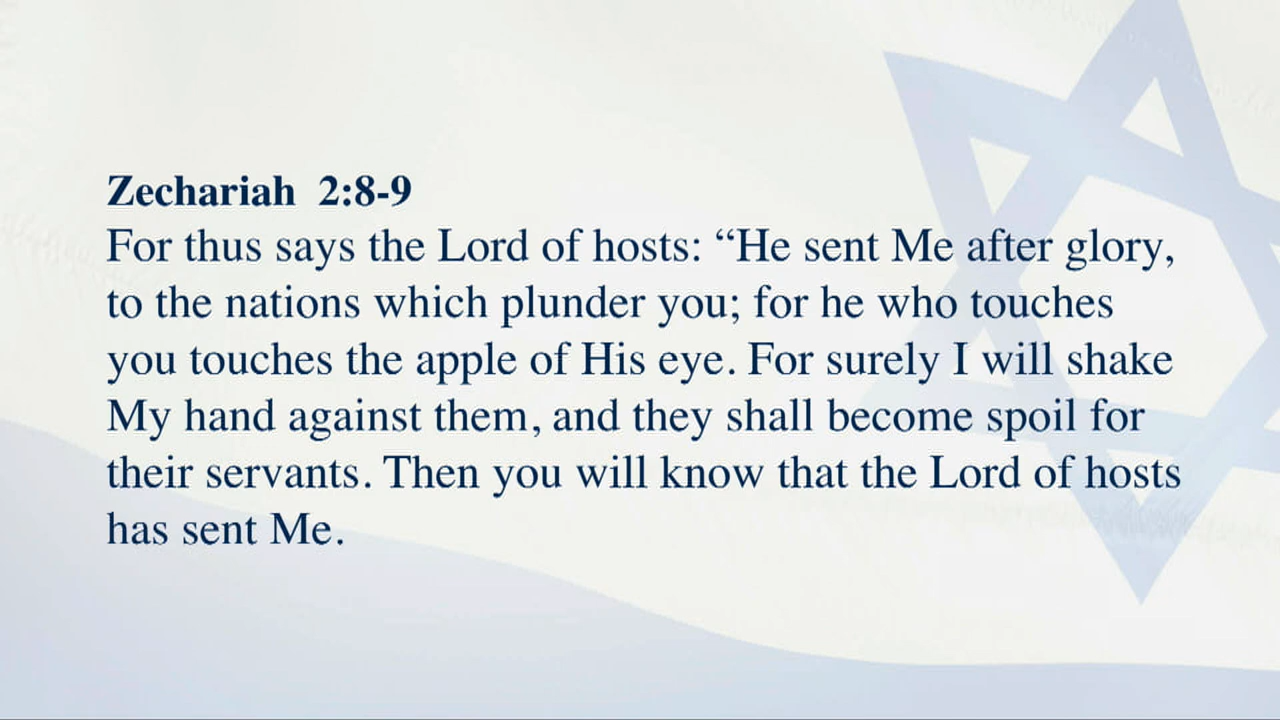 Zechariah  2:8-9
For thus says the Lord of hosts: “He sent Me after glory,
to the nations which plunder you; for he who touches
you touches the apple of His eye. For surely I will shake
My hand against them, and they shall become spoil for
their servants. Then you will know that the Lord of hosts
has sent Me.